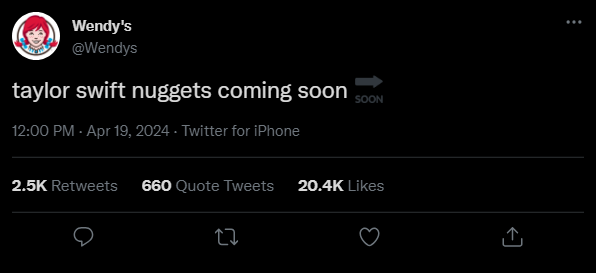 Wendy's
@Wendys
taylor swift nuggets coming soon SOON
12:00 PM · Apr 19, 2024 · Twitter for iPhone
2.5K Retweets 660 Quote Tweets 20.4K Likes